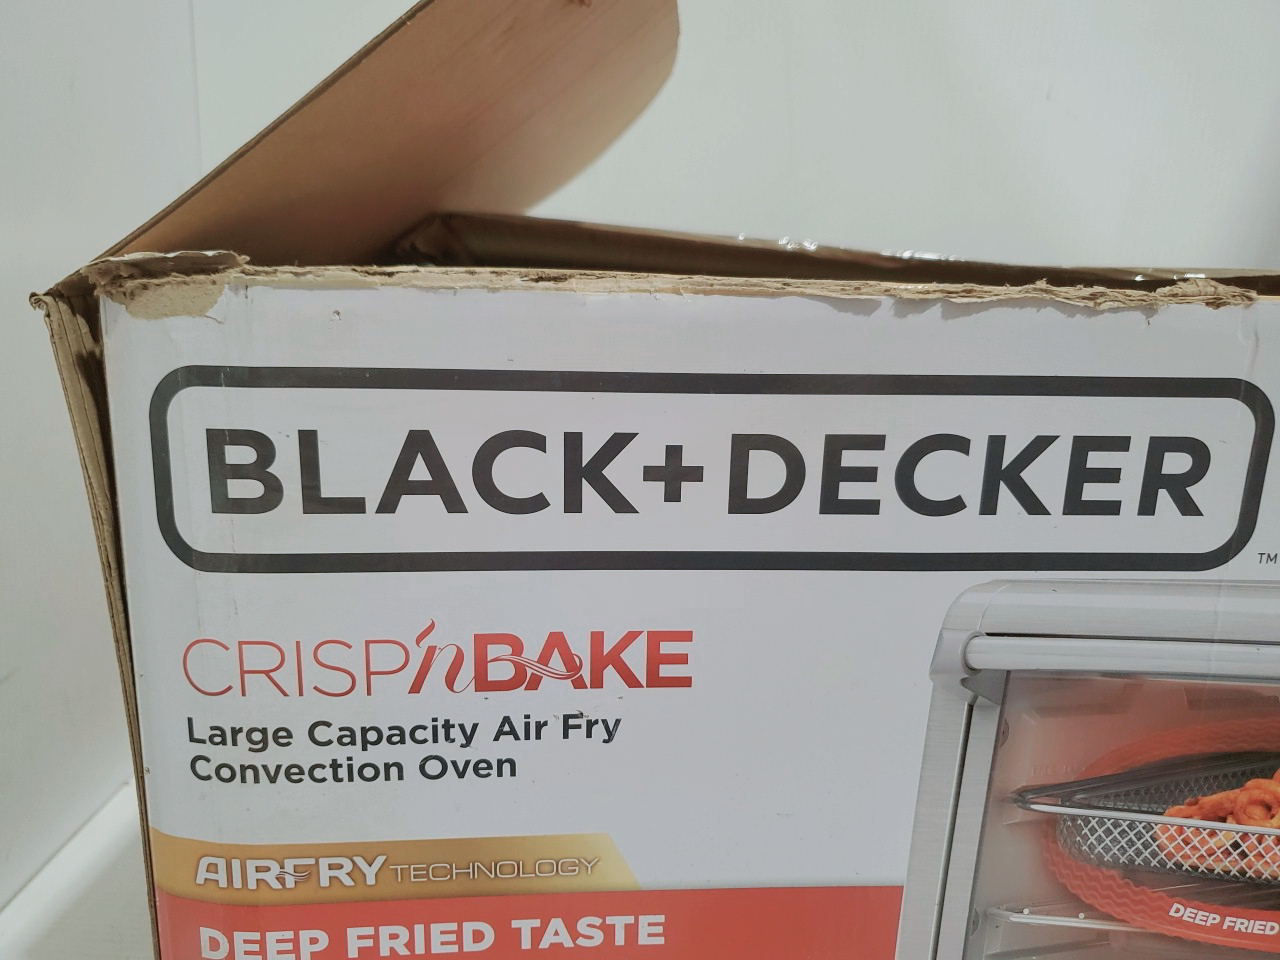 BLACK+DECKER
TM
CRISP'nBAKE
Large Capacity Air Fry
Convection Oven
AIRFRY TECHNOLOGY
DEEP FRIED TASTE
DEEP FRIED